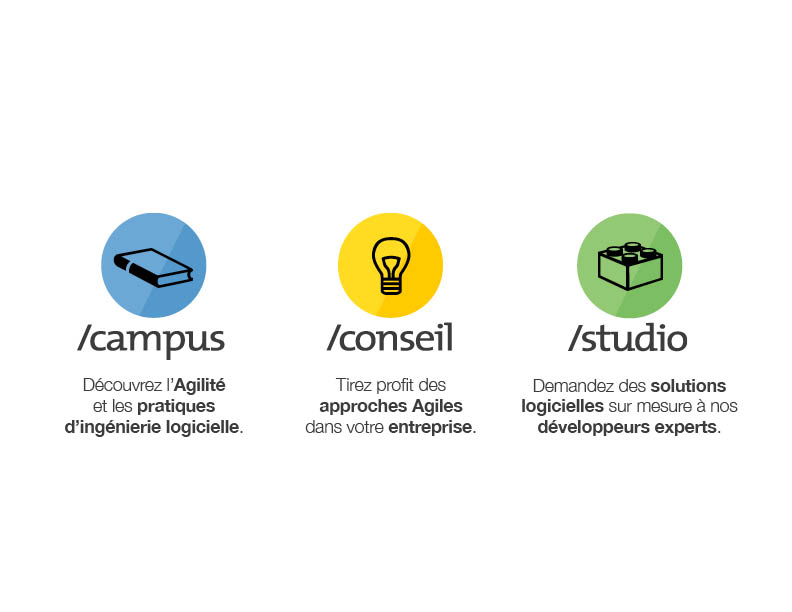 /campus
Découvrez l'Agilité
et les pratiques
d'ingénierie logicielle.
/conseil
Tirez profit des
approches Agiles
dans votre entreprise.
/studio
Demandez des solutions
logicielles sur mesure à nos
développeurs experts.